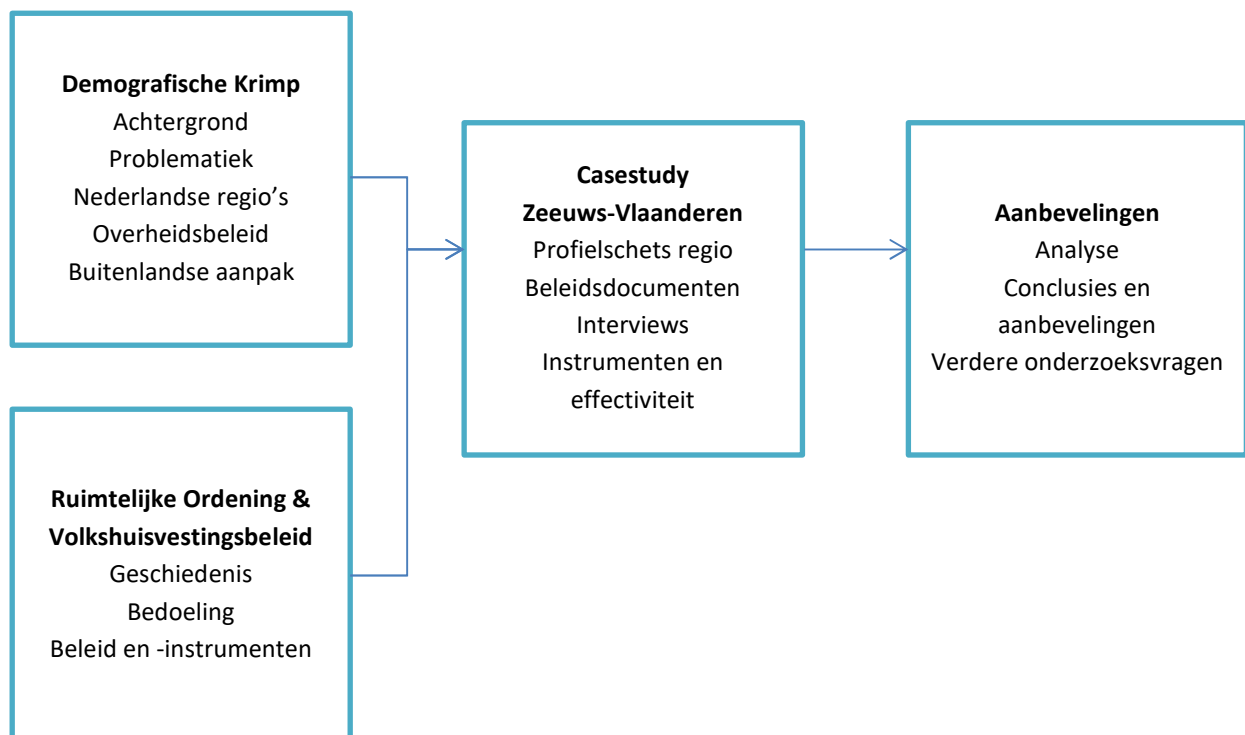 Demografische Krimp
Achtergrond
Problematiek
Nederlandse regio’s
Overheidsbeleid
Buitenlandse aanpak
Ruimtelijke Ordening &
Volkshuisvestingsbeleid
Geschiedenis
Bedoeling
Beleid en -instrumenten
Casestudy
Zeeuws-Vlaanderen
Profielschets regio
Beleidsdocumenten
Interviews
Instrumenten en
effectiviteit
Aanbevelingen
Analyse
Conclusies en
aanbevelingen
Verdere onderzoeksvragen